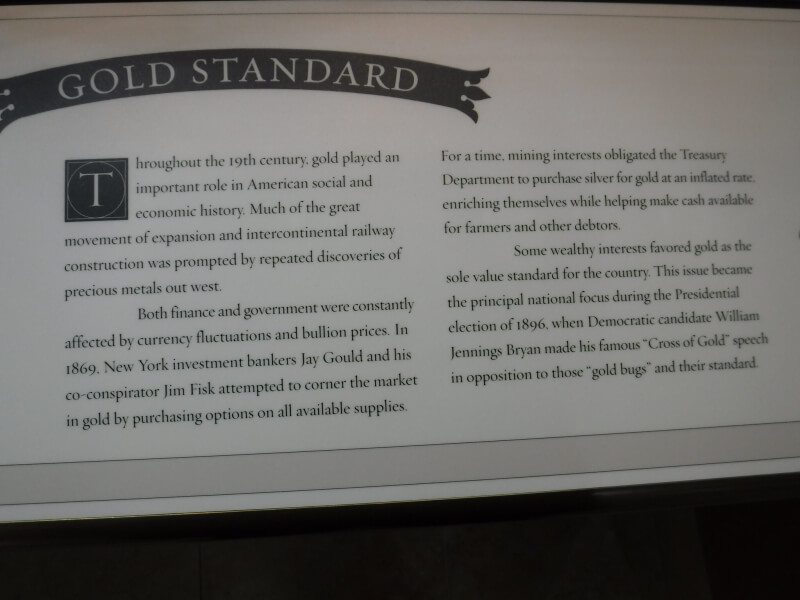 GOLD STANDARD
Throughout the 19th century, gold played an
important role in American social and
economic history. Much of the great
movement of expansion and intercontinental railway
construction was prompted by repeated discoveries of
precious metals out west.
Both finance and government were constantly
affected by currency fluctuations and bullion prices. In
1869, New York investment bankers Jay Gould and his
co-conspirator Jim Fisk attempted to corner the market
in gold by purchasing options on all available supplies.
For a time, mining interests obligated the Treasury
Department to purchase silver for gold at an inflated rate,
enriching themselves while helping make cash available
for farmers and other debtors.
Some wealthy interests favored gold as the
sole value standard for the country. This issue became
the principal national focus during the Presidential
election of 1896, when Democratic candidate William
Jennings Bryan made his famous “Cross of Gold” speech
in opposition to those “gold bugs” and their standard.